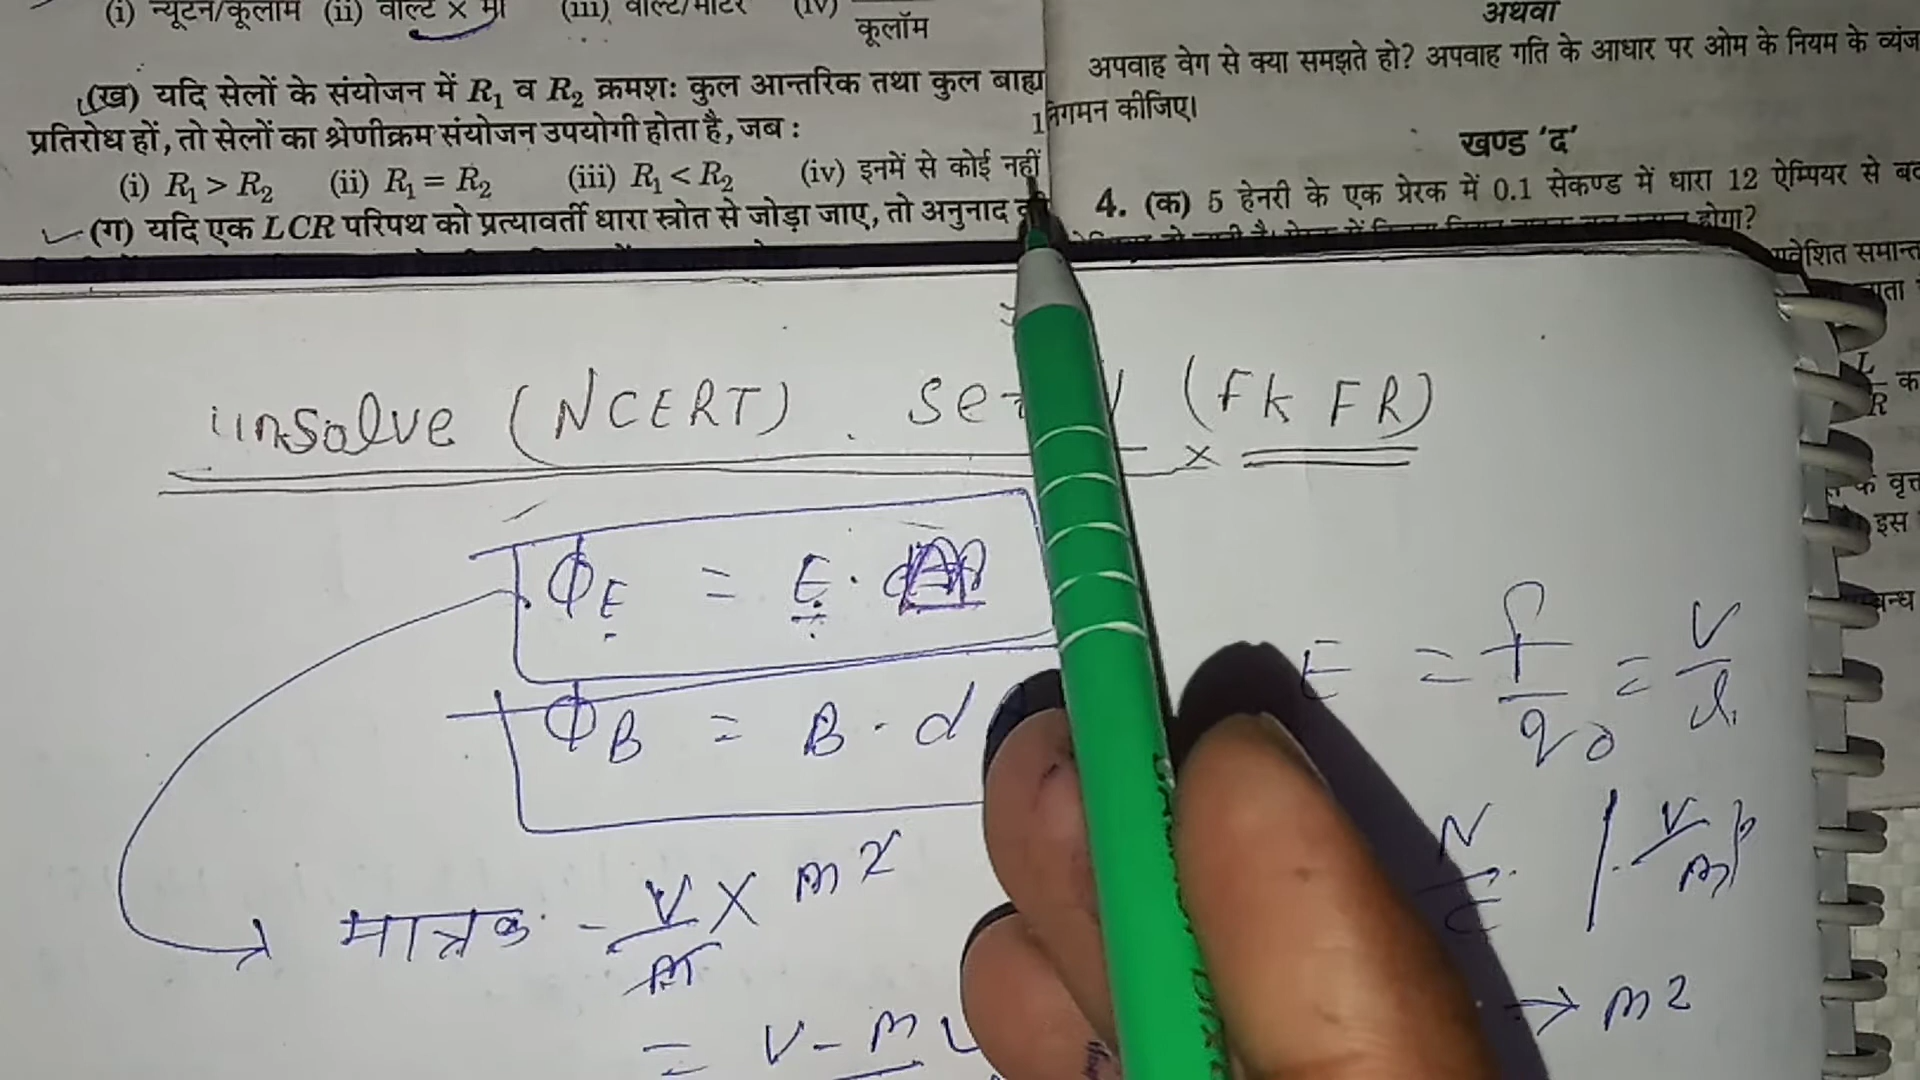 (i) न्यूटन/कूलॉम (ii) वोल्ट × मी (iii) वोल्ट/मीटर (iv)
कूलॉम
(ख) यदि सेलों के संयोजन में R₁ व R₂ क्रमशः कुल आन्तरिक तथा कुल बाह्य
प्रतिरोध हों, तो सेलों का श्रेणीक्रम संयोजन उपयोगी होता है, जब : 1
(i) R₁ > R₂ (ii) R₁ = R₂ (iii) R₁ < R₂ (iv) इनमें से कोई नहीं
(ग) यदि एक LCR परिपथ को प्रत्यावर्ती धारा स्त्रोत से जोड़ा जाए, तो अनुनाद
अथवा
अपवाह वेग से क्या समझते हो? अपवाह गति के आधार पर ओम के नियम के
निगमन कीजिए।
खण्ड 'द'
4. (क) 5 हेनरी के एक प्रेरक में 0.1 सेकण्ड में धारा 12 ऐम्पियर से
होगा?
समान्त
L
R
वृत्त
इस
unsolve (NCERT) . (FK FR)
ΦE = E · d
ΦB = B · d
E = F/q₀ = V/d
N/C | V/m
मात्रक - V/m × m²
= V - m
→ m²